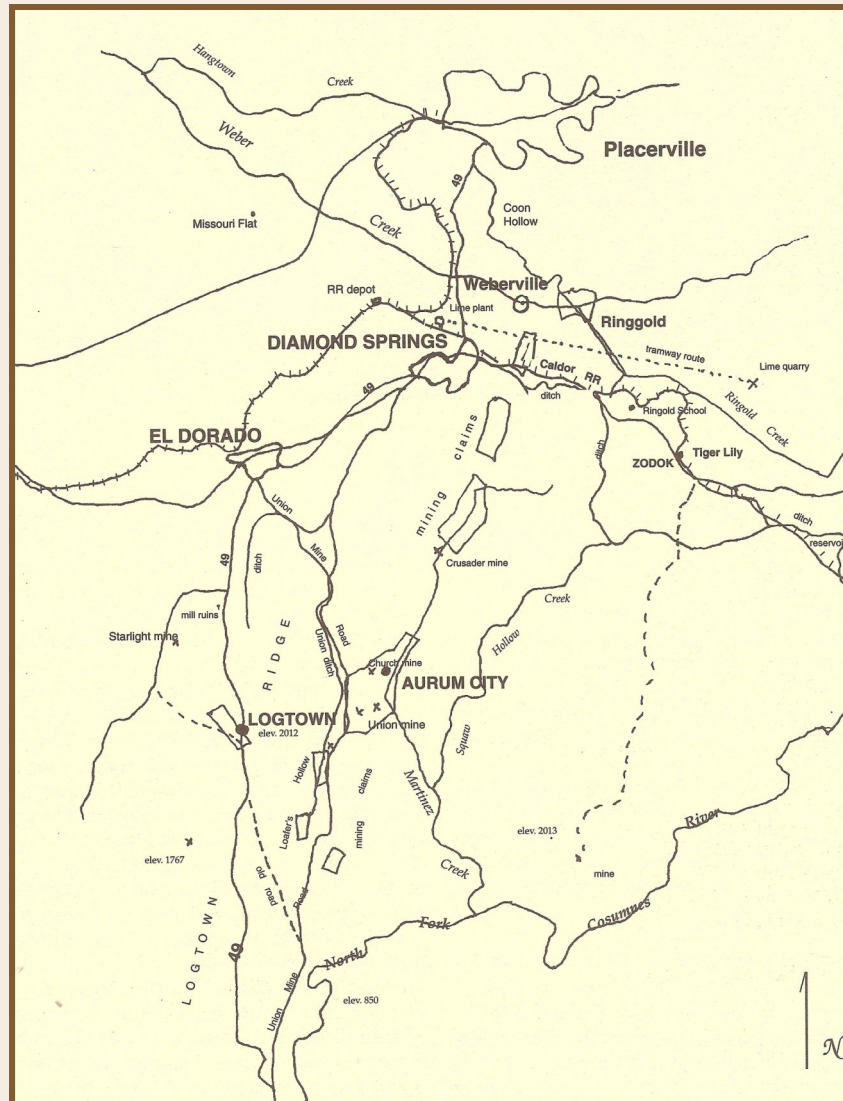 Hangtown
Creek
Weber
Placerville
49
Coon
Hollow
Missouri Flat
Creek
Weberville
RR depot
Lime plant
Ringgold
DIAMOND SPRINGS
tramway route
Lime quarry
Caldor RR
49
ditch
Ringold
Creek
Ringold School
claims
EL DORADO
ditch
Tiger Lily
ZODOK
Union
mining
ditch
reservoi
49
ditch
Mine
Crusader mine
Creek
mill ruins
Hollow
Starlight mine
RIDGE
Road
Union ditch
Church mine
AURUM CITY
LOGTOWN
elev. 2012
Union mine
Squaw
Hollow
claims
Martinez
River
Loafer's
mining
elev. 2013
elev. 1767
Creek
mine
old
road
Road
Cosumnes
Fork
LOGTOWN
49
North
Mine
elev. 850
Union
N